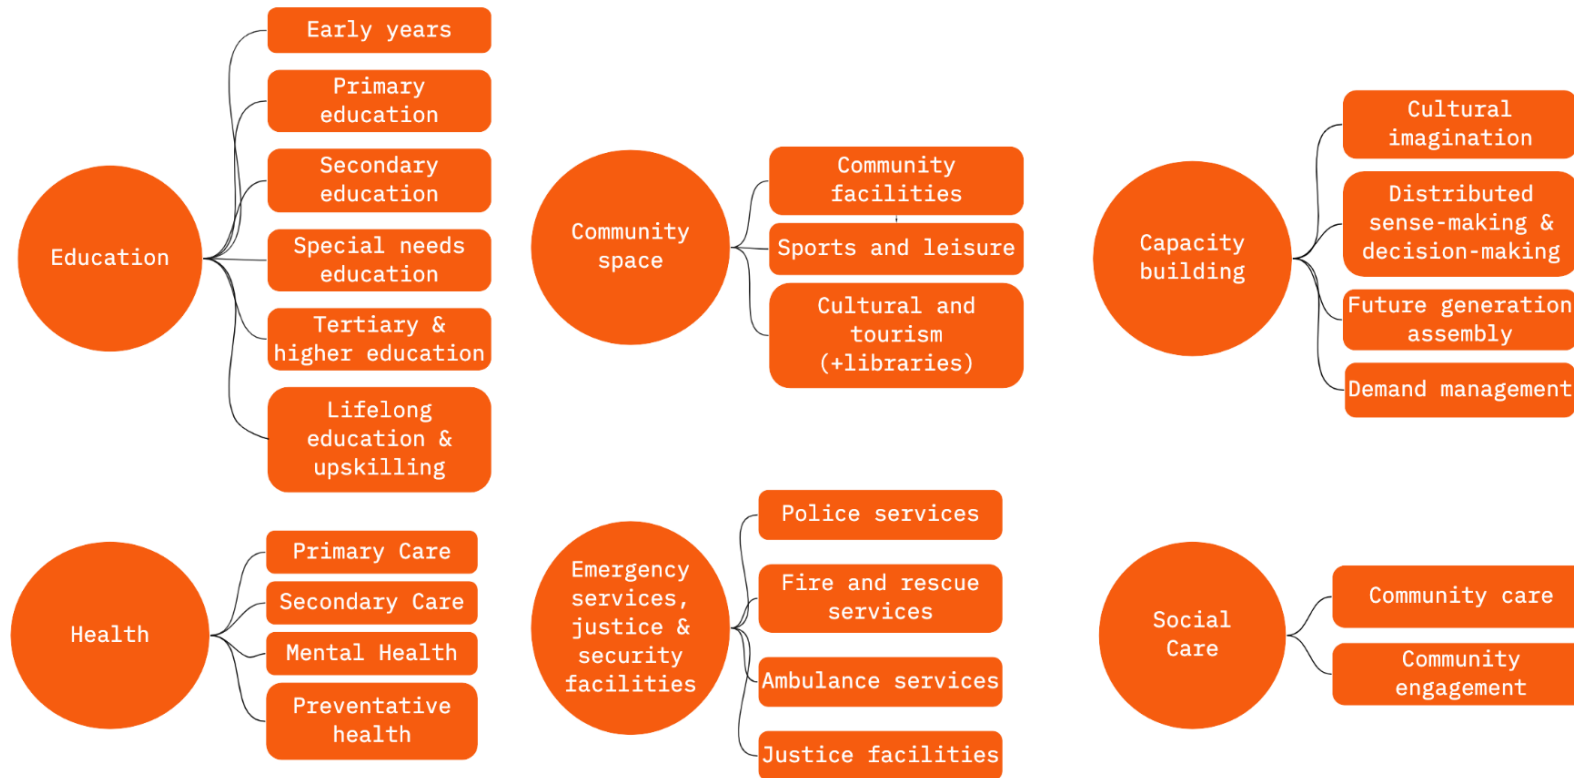 Education
Early years
Primary
education
Secondary
education
Special needs
education
Tertiary &
higher education
Lifelong
education &
upskilling
Community
space
Community
facilities
Sports and leisure
Cultural and
tourism
(+libraries)
Capacity
building
Cultural
imagination
Distributed
sense-making &
decision-making
Future generation
assembly
Demand management
Health
Primary Care
Secondary Care
Mental Health
Preventative
health
Emergency
services,
justice &
security
facilities
Police services
Fire and rescue
services
Ambulance services
Justice facilities
Social
Care
Community care
Community
engagement